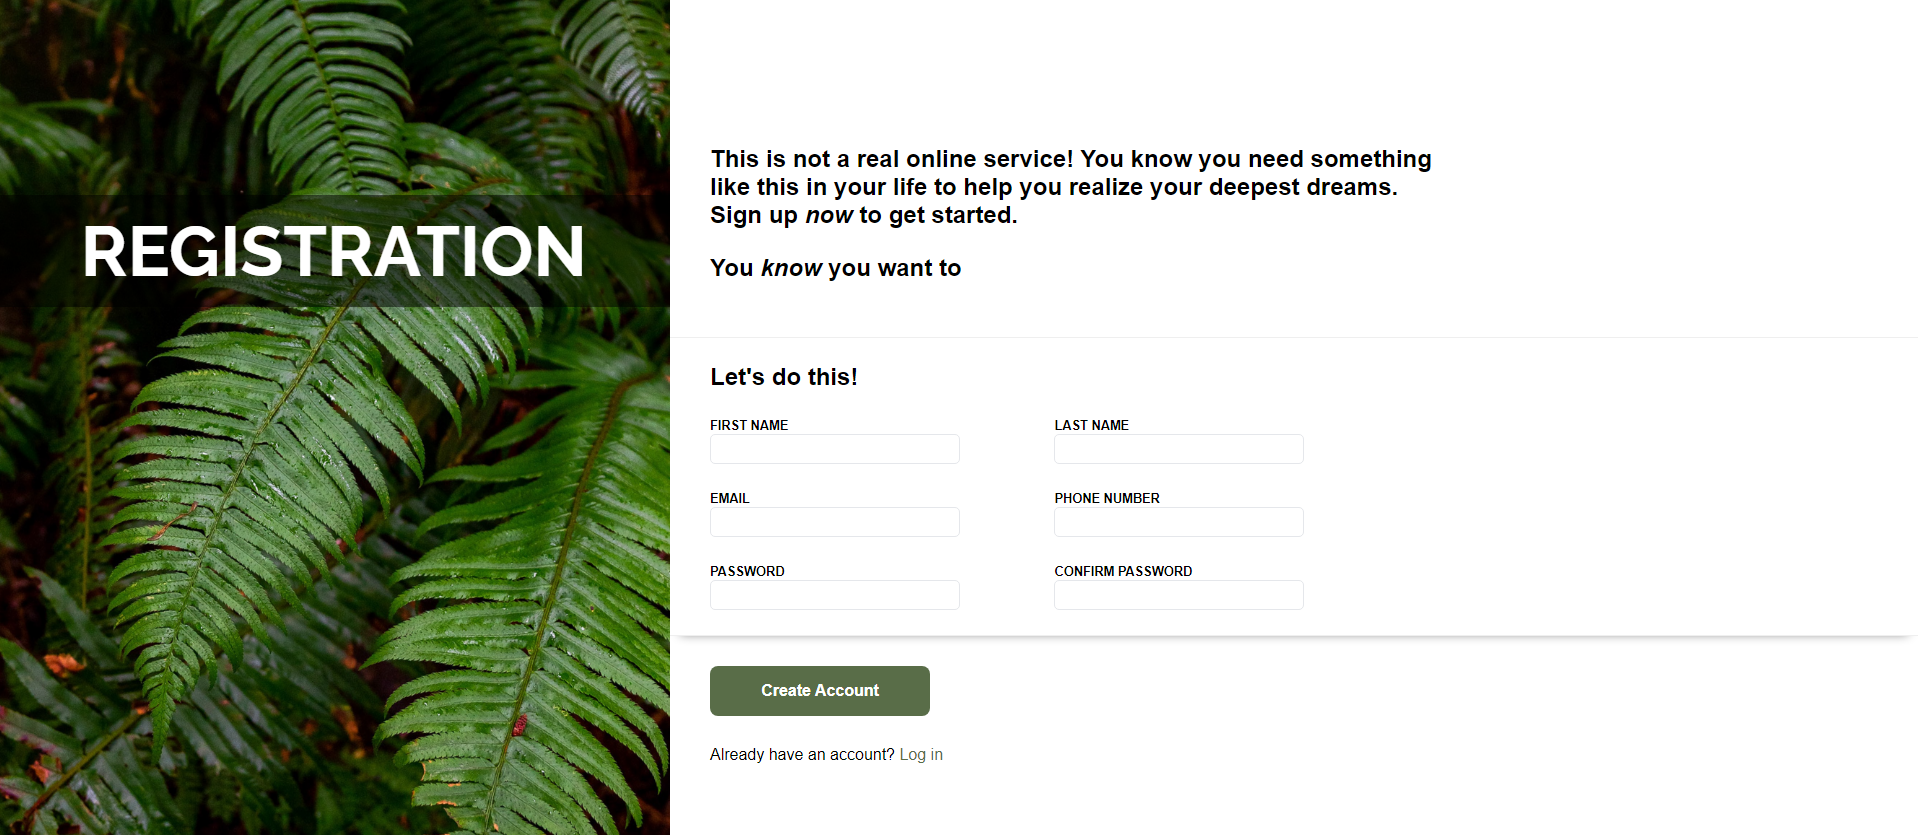 REGISTRATION
This is not a real online service! You know you need something
like this in your life to help you realize your deepest dreams.
Sign up now to get started.
You know you want to
Let's do this!
FIRST NAME
LAST NAME
EMAIL
PHONE NUMBER
PASSWORD
CONFIRM PASSWORD
Create Account
Already have an account? Log in